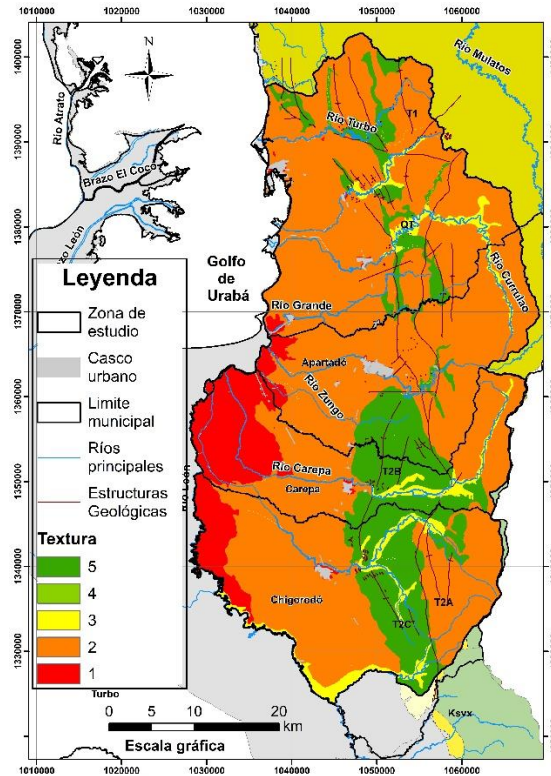 1010000 1020000 1030000 1040000 1050000 1060000
1400000
1390000
1380000
1370000
1360000
1350000
1340000
1330000
N
Río Atrato
Brazo El Coco
Río Mulatos
Río Turbo
T1
QT
Río Currulao
Golfo
de
Urabá
Río Grande
Apartadó
Río Zungo
Río Carepa
Carepa
T2B
Chigorodó
T2A
T2C
Ksvx
Leyenda
Zona de
estudio
Casco
urbano
Limite
municipal
Ríos
principales
Estructuras
Geológicas
Textura
5
4
3
2
1
Turbo
0 5 10 20
km
Escala gráfica
1010000 1020000 1030000 1040000 1050000 1060000